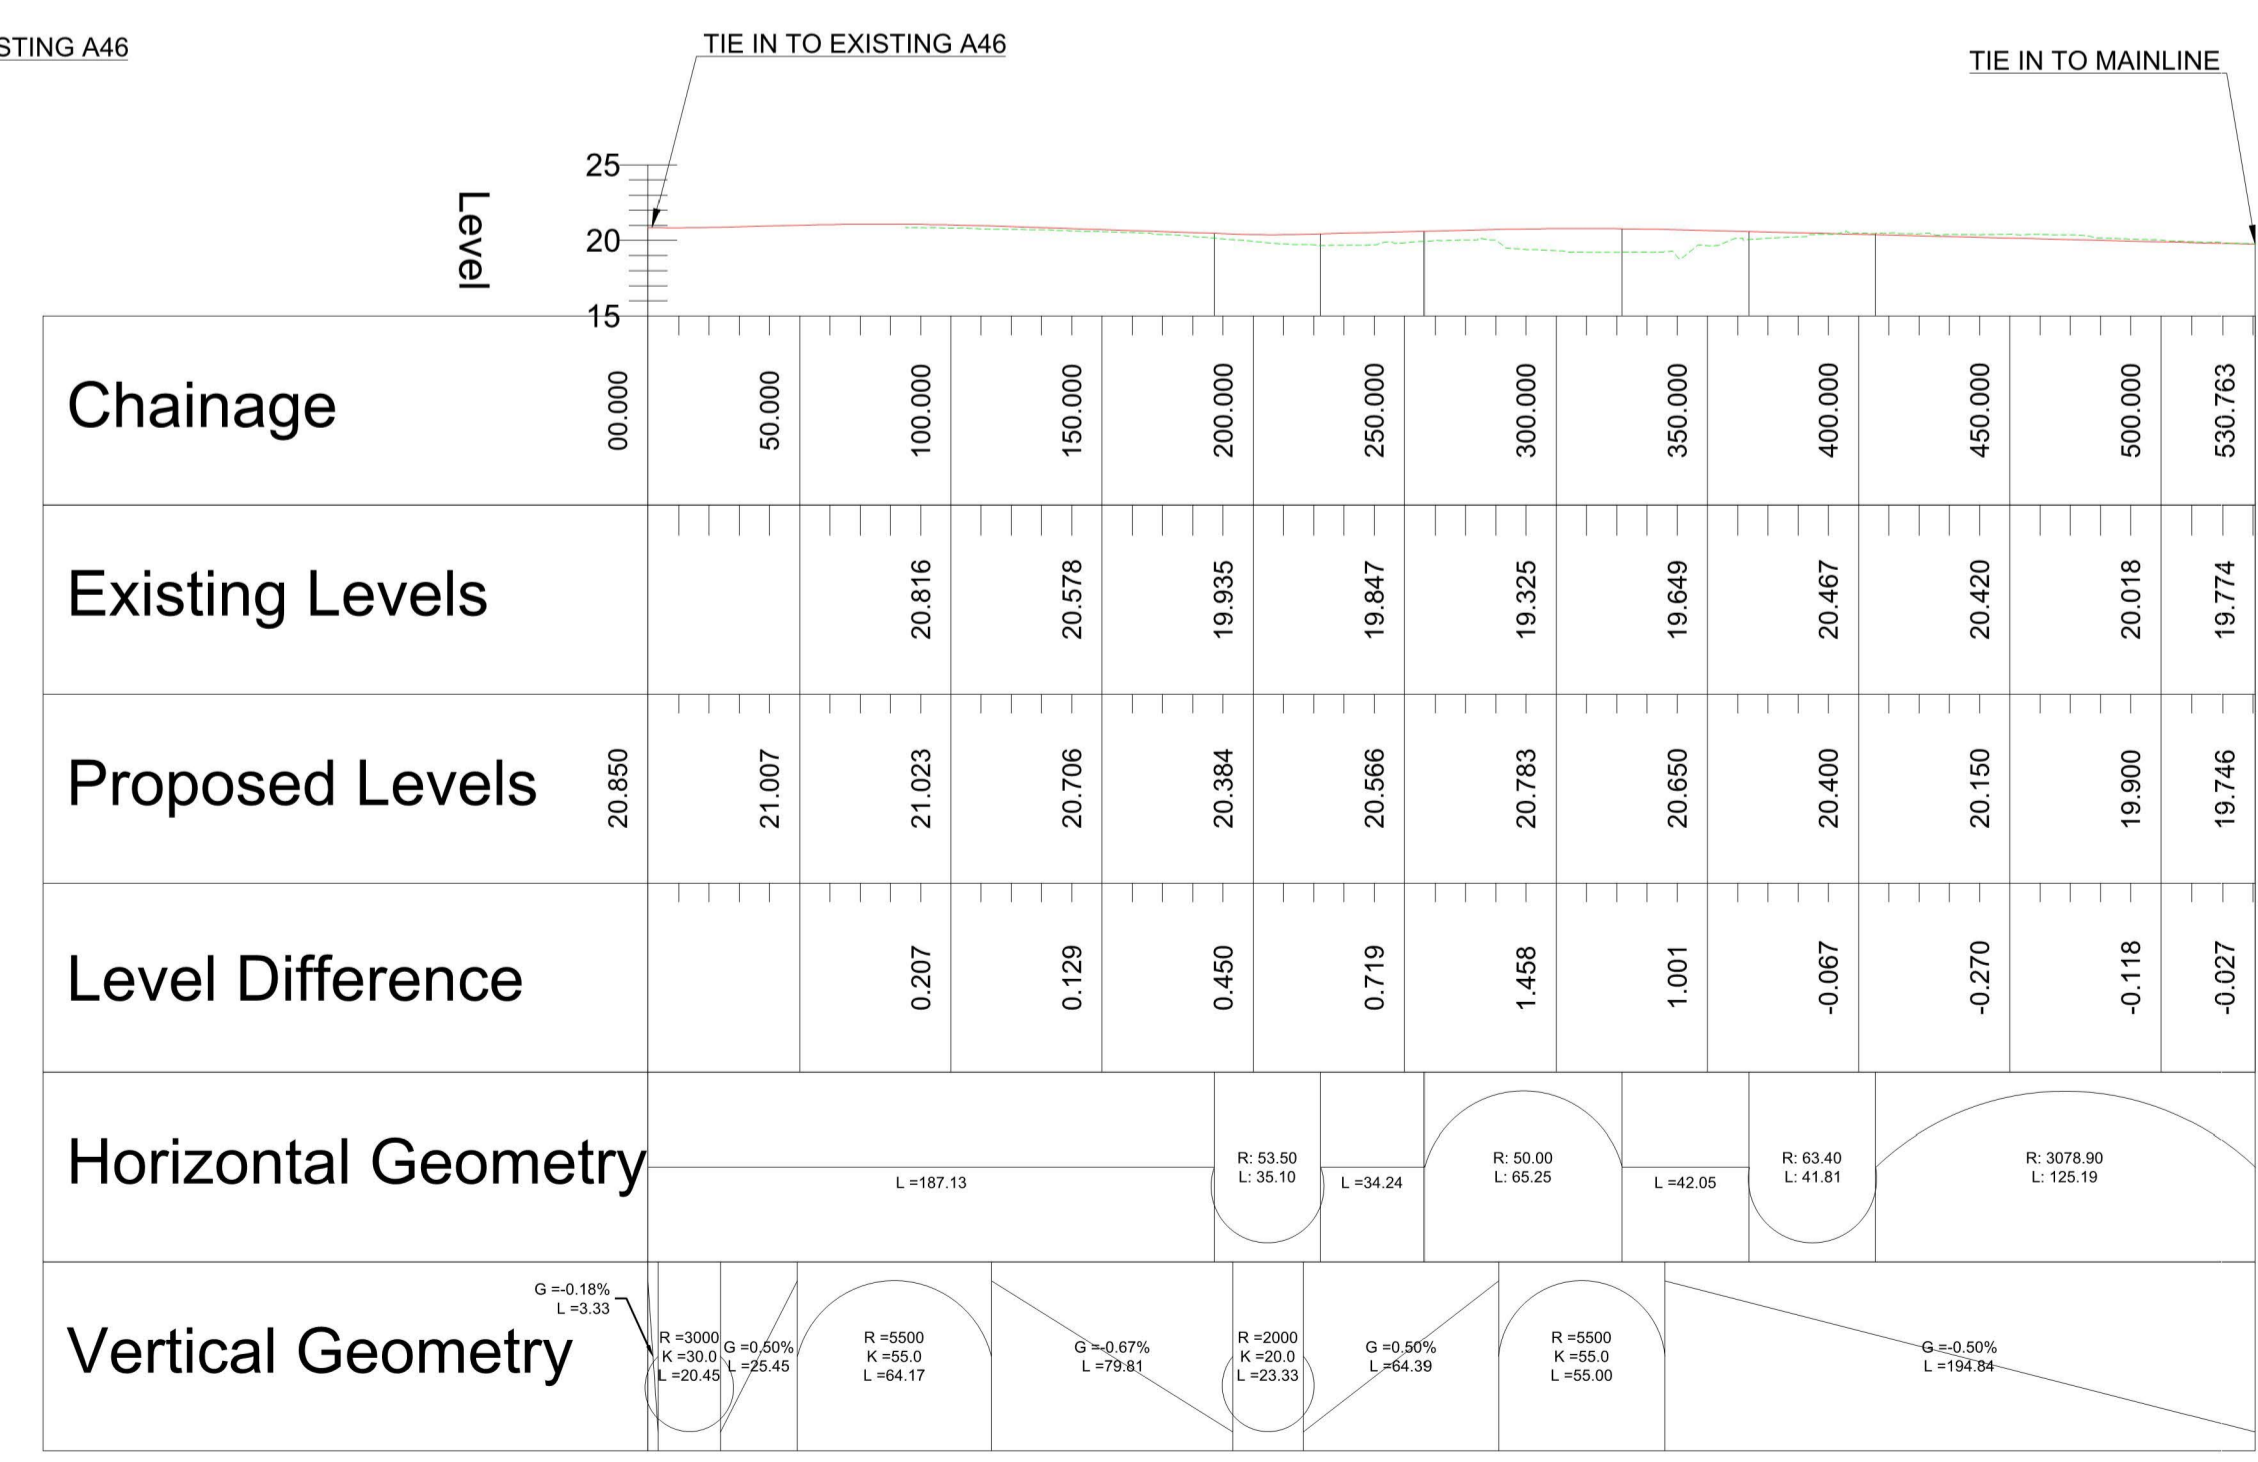 STING A46
TIE IN TO EXISTING A46
TIE IN TO MAINLINE
Level
25
20
15
Chainage
00.000 50.000 100.000 150.000 200.000 250.000 300.000 350.000 400.000 450.000 500.000 530.763
Existing Levels
20.816 20.578 19.935 19.847 19.325 19.649 20.467 20.420 20.018 19.774
Proposed Levels
20.850 21.007 21.023 20.706 20.384 20.566 20.783 20.650 20.400 20.150 19.900 19.746
Level Difference
0.207 0.129 0.450 0.719 1.458 1.001 -0.067 -0.270 -0.118 -0.027
Horizontal Geometry
L =187.13
R: 53.50
L: 35.10
L =34.24
R: 50.00
L: 65.25
L =42.05
R: 63.40
L: 41.81
R: 3078.90
L: 125.19
Vertical Geometry
G =-0.18%
L =3.33
R =3000
K =30.0
L =20.45
G =0.50%
L =25.45
R =5500
K =55.0
L =64.17
G =-0.67%
L =79.81
R =2000
K =20.0
L =23.33
G =0.50%
L =64.39
R =5500
K =55.0
L =55.00
G =-0.50%
L =194.84